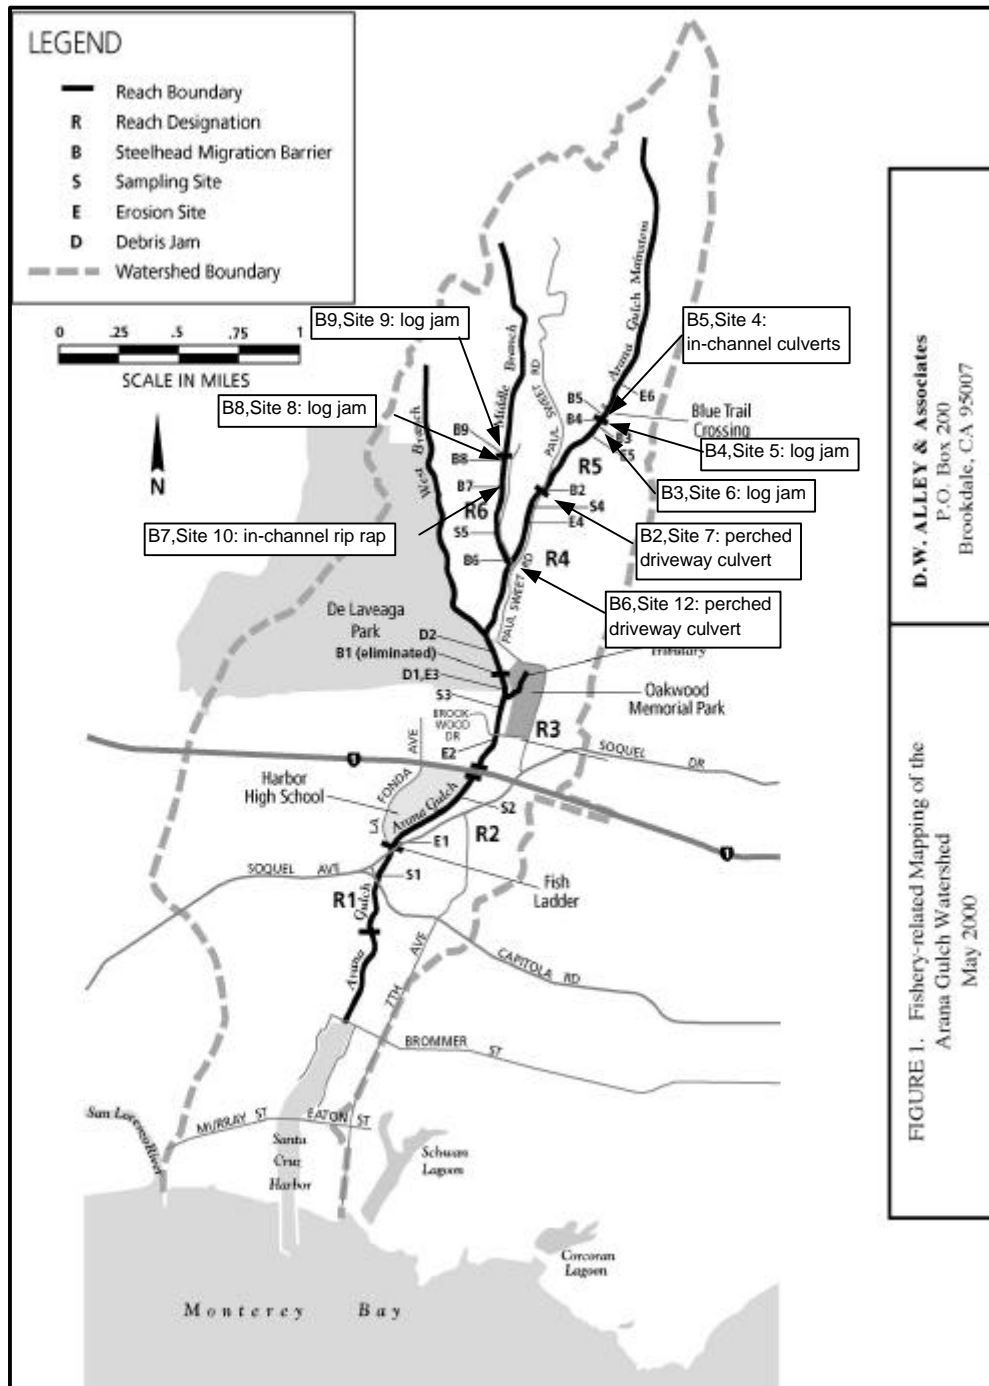 LEGEND
Reach Boundary
R Reach Designation
B Steelhead Migration Barrier
S Sampling Site
E Erosion Site
D Debris Jam
Watershed Boundary
0 .25 .5 .75 1
SCALE IN MILES
N
B9,Site 9: log jam
B8,Site 8: log jam
B7,Site 10: in-channel rip rap
B5,Site 4:
in-channel culverts
B4,Site 5: log jam
B3,Site 6: log jam
B2,Site 7: perched
driveway culvert
B6,Site 12: perched
driveway culvert
Arana Gulch Mainstem
Middle Branch
West Branch
PAUL SWEET RD
E6
B5
B4
Blue Trail
Crossing
B3
E5
R5
B9
B8
B7
R6
S5
B6
B2
S4
E4
R4
PAUL SWEET RD
De Laveaga
Park
D2
B1 (eliminated)
D1,E3
S3
Tributary
Oakwood
Memorial Park
BROOK
WOOD
DR
R3
E2
SOQUEL DR
1
Harbor
High School
LA FONDA AVE
Arana Gulch
S2
R2
E1
1
SOQUEL AVE
S1
Fish
Ladder
R1
Arana Gulch
7TH AVE
CAPITOLA RD
BROMMER ST
San Lorenzo River
MURRAY ST
EATON ST
Santa
Cruz
Harbor
Schwan
Lagoon
Corcoran
Lagoon
Monterey Bay
D.W. ALLEY & Associates
P.O. Box 200
Brookdale, CA 95007
FIGURE 1. Fishery-related Mapping of the
Arana Gulch Watershed
May 2000